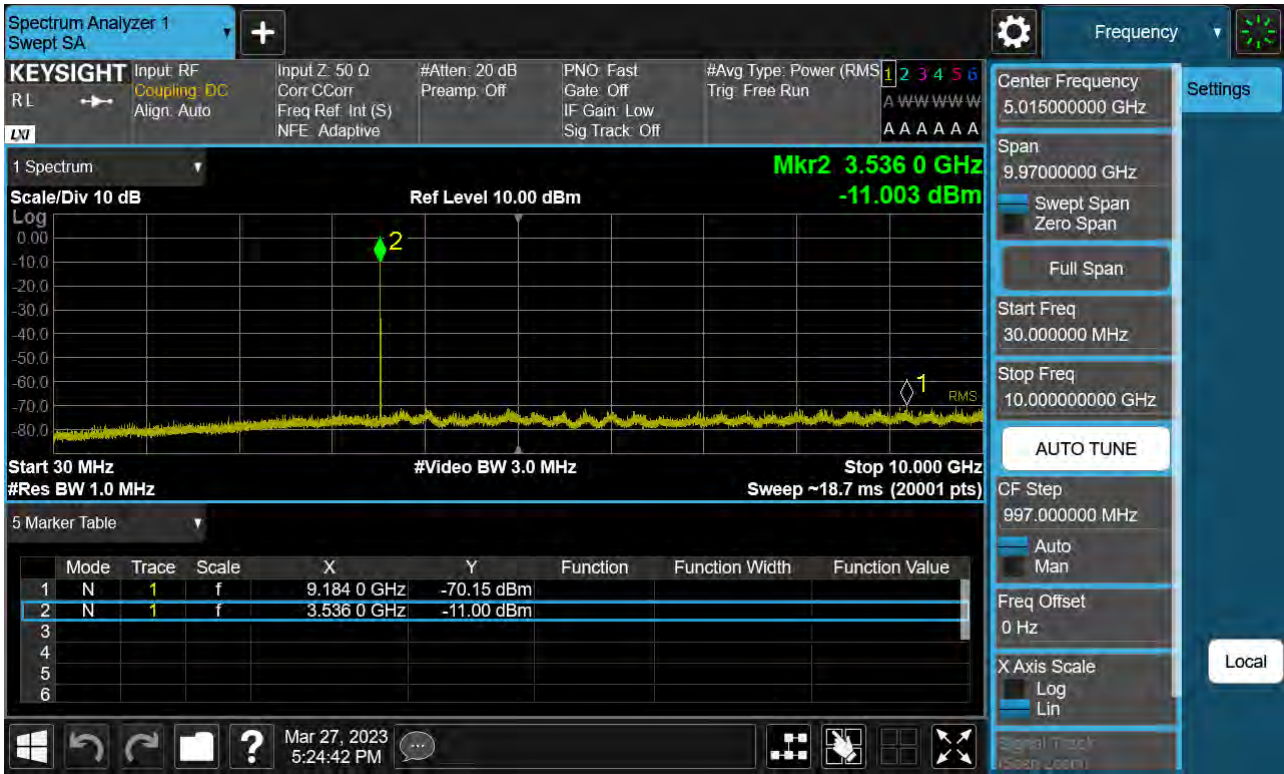 Spectrum Analyzer 1
Swept SA
+
Frequency
KEYSIGHT
RL
LXI
Input: RF
Coupling: DC
Align: Auto
Input Z: 50 Ω
Corr CCorr
Freq Ref: Int (S)
NFE: Adaptive
#Atten: 20 dB
Preamp: Off
PNO: Fast
Gate: Off
IF Gain: Low
Sig Track: Off
#Avg Type: Power (RMS
Trig: Free Run
1 2 3 4 5 6
A W W W W W
A A A A A A
1 Spectrum
Mkr2 3.536 0 GHz
Scale/Div 10 dB
Ref Level 10.00 dBm
-11.003 dBm
Log
0.00
-10.0
-20.0
-30.0
-40.0
-50.0
-60.0
-70.0
-80.0
2
1
RMS
Start 30 MHz
#Video BW 3.0 MHz
Stop 10.000 GHz
#Res BW 1.0 MHz
Sweep ~18.7 ms (20001 pts)
5 Marker Table
Mode Trace Scale X Y Function Function Width Function Value
1 N 1 f 9.184 0 GHz -70.15 dBm
2 N 1 f 3.536 0 GHz -11.00 dBm
3
4
5
6
Mar 27, 2023
5:24:42 PM
?
Center Frequency
5.015000000 GHz
Settings
Span
9.97000000 GHz
Swept Span
Zero Span
Full Span
Start Freq
30.000000 MHz
Stop Freq
10.000000000 GHz
AUTO TUNE
CF Step
997.000000 MHz
Auto
Man
Freq Offset
0 Hz
X Axis Scale
Log
Lin
Local
Signal Track
(Span Zoom)